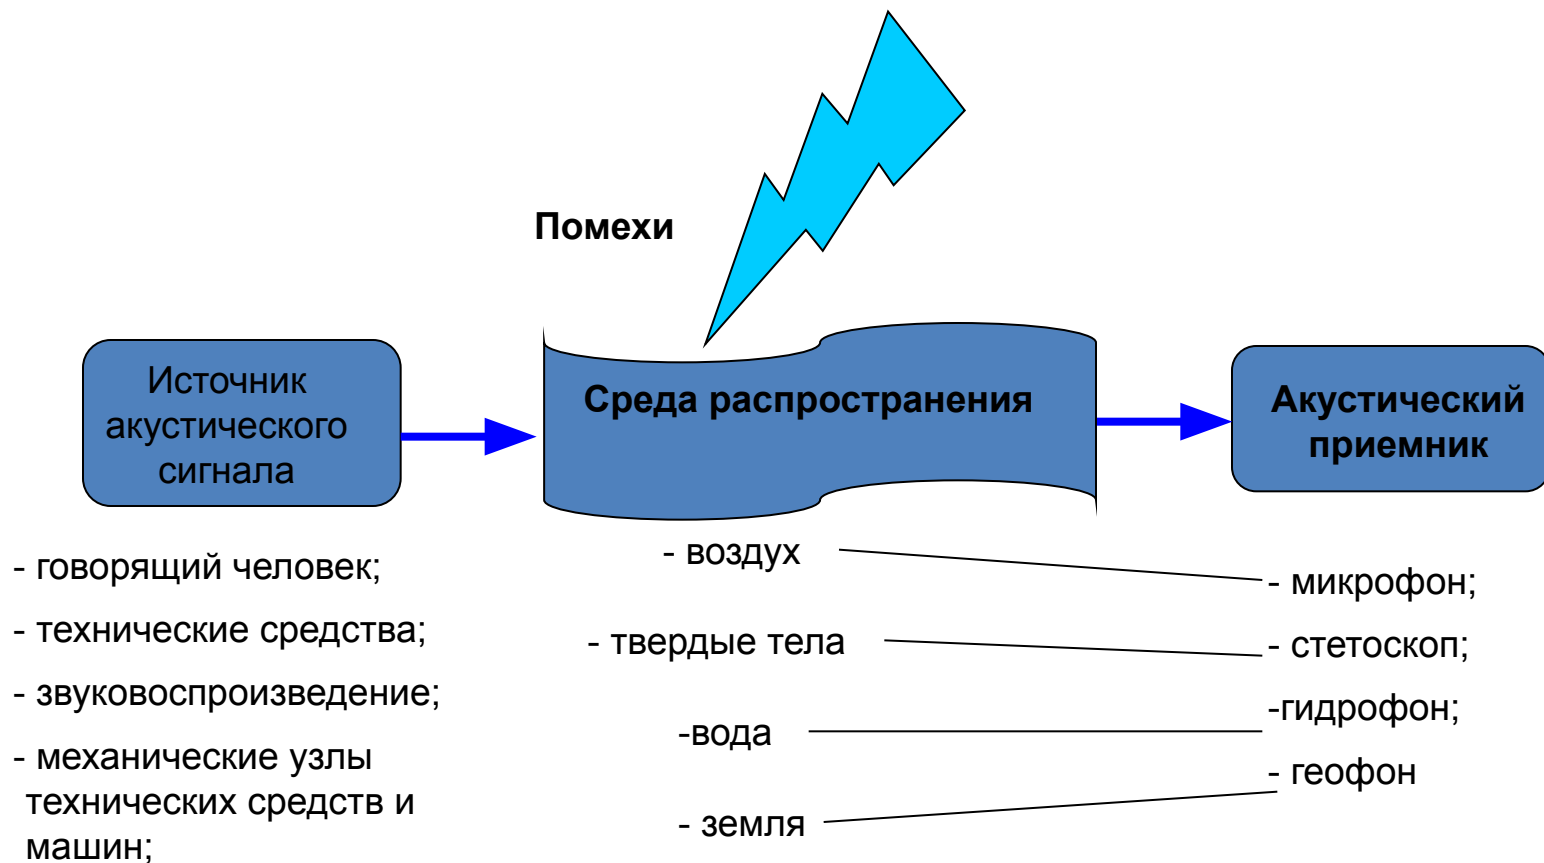 Помехи
Источник
акустического
сигнала
Среда распространения
Акустический
приемник
- говорящий человек;
- технические средства;
- звуковоспроизведение;
- механические узлы
технических средств и
машин;
- воздух
- твердые тела
-вода
- земля
- микрофон;
- стетоскоп;
-гидрофон;
- геофон